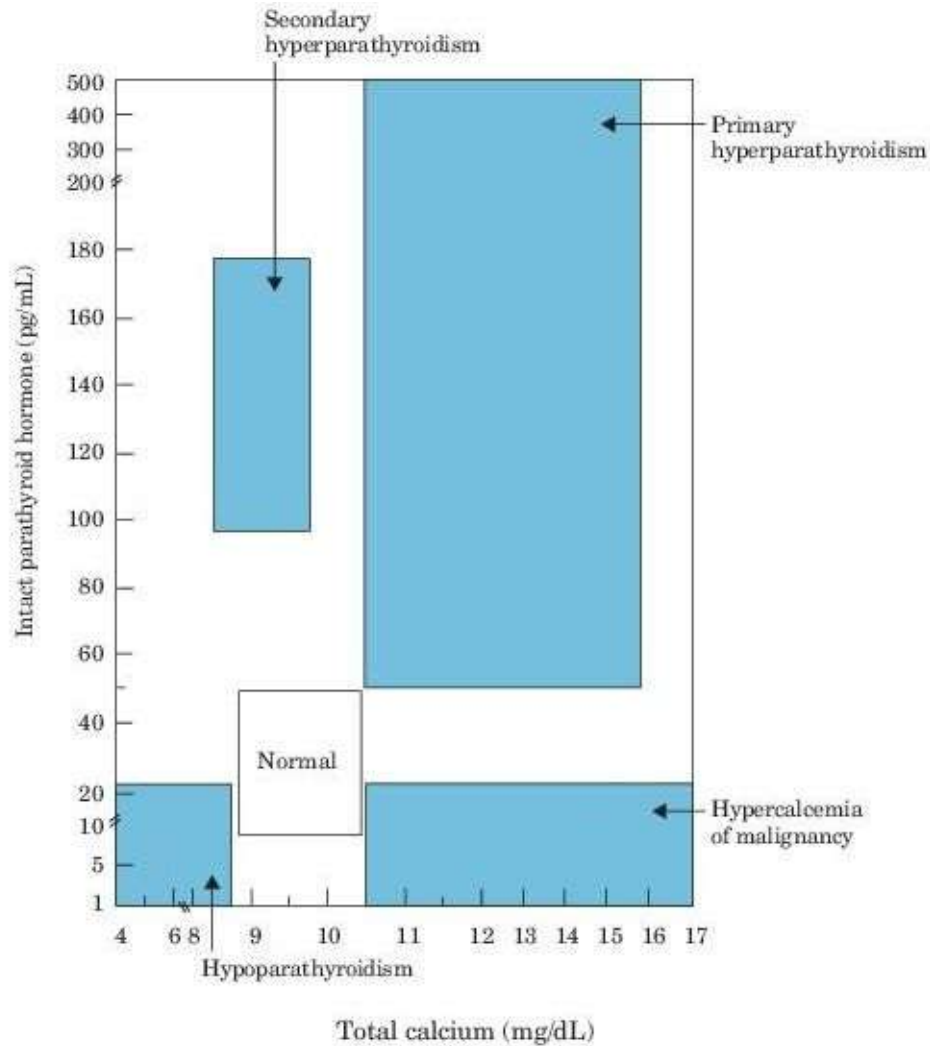 Secondary
hyperparathyroidism
500
400
300
200
180
160
140
120
100
80
60
40
20
10
5
1
Intact parathyroid hormone (pg/mL)
Primary
hyperparathyroidism
Normal
Hypercalcemia
of malignancy
4 6 8 9 10 11 12 13 14 15 16 17
Hypoparathyroidism
Total calcium (mg/dL)